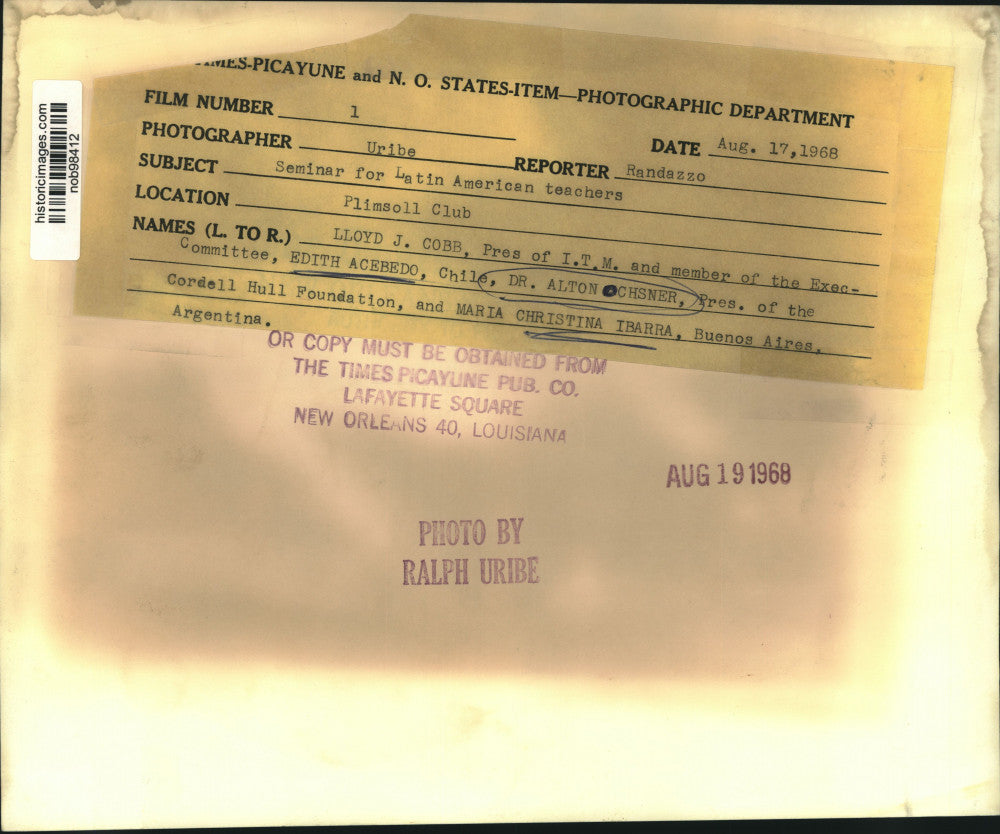 TIMES-PICAYUNE and N. O. STATES-ITEM—PHOTOGRAPHIC DEPARTMENT
FILM NUMBER 1
DATE Aug. 17,1968
PHOTOGRAPHER Uribe REPORTER Randazzo
SUBJECT Seminar for Latin American teachers
LOCATION Plimsoll Club
NAMES (L. TO R.) LLOYD J. COBB, Pres of I.T.M. and member of the Exec-
Committee, EDITH ACEBEDO, Chile, DR. ALTON OCHSNER, Pres. of the
Cordell Hull Foundation, and MARIA CHRISTINA IBARRA, Buenos Aires,
Argentina.
OR COPY MUST BE OBTAINED FROM
THE TIMES PICAYUNE PUB. CO.
LAFAYETTE SQUARE
NEW ORLEANS 40, LOUISIANA
AUG 19 1968
PHOTO BY
RALPH URIBE
historicimages.com
nob98412